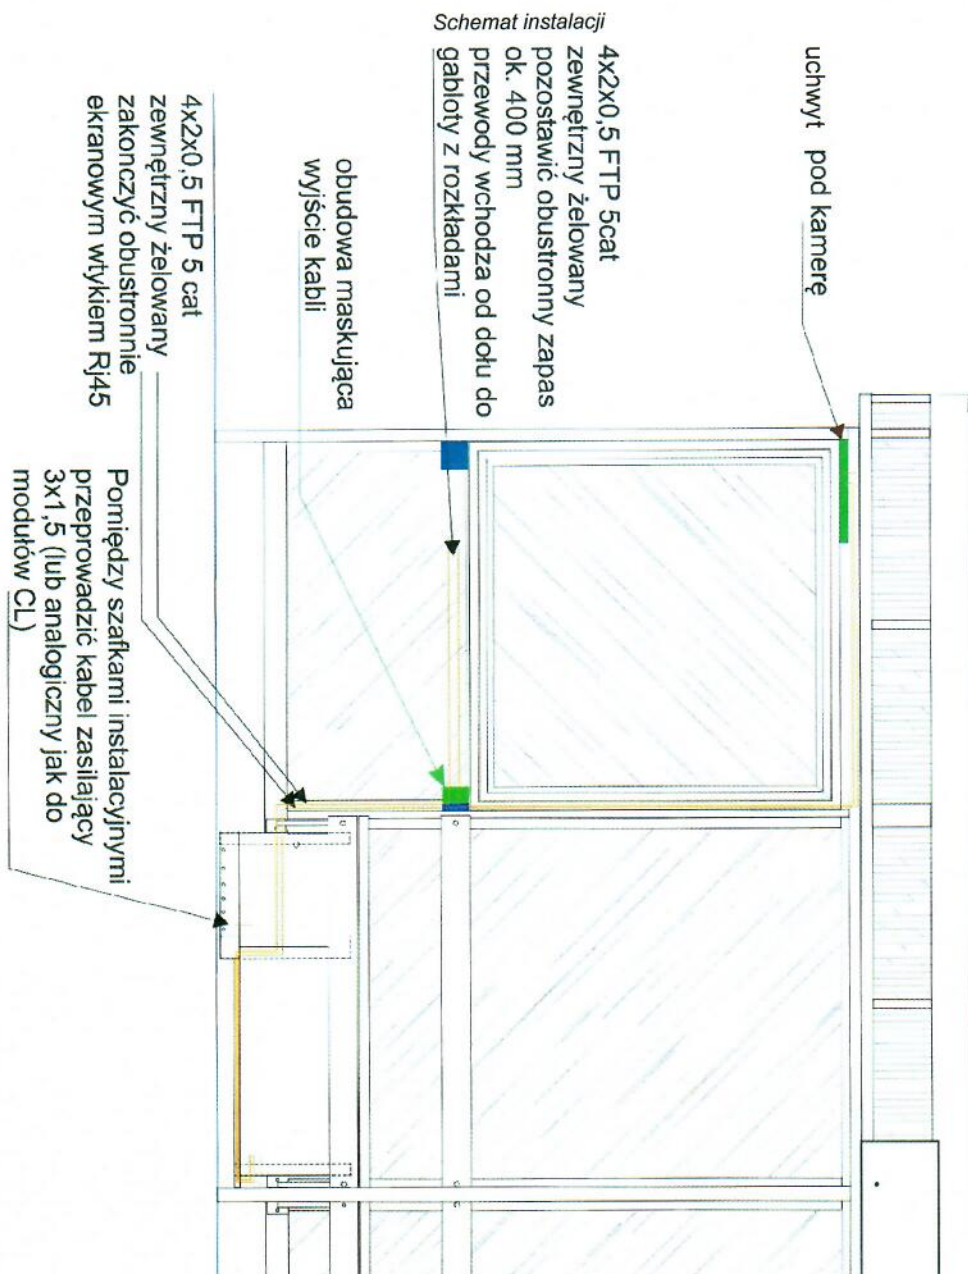 Schemat instalacji
uchwyt pod kamerę
4x2x0,5 FTP 5cat
zewnętrzny żelowany
pozostawić obustronny zapas
ok. 400 mm
przewody wchodza od dołu do
gabloty z rozkładami
obudowa maskująca
wyjście kabli
4x2x0,5 FTP 5 cat
zewnętrzny żelowany
zakonczyć obustronnie
ekranowym wtykiem Rj45
Pomiędzy szafkami instalacyjnymi
przeprowadzić kabel zasilający
3x1,5 (lub analogiczny jak do
modułów CL)